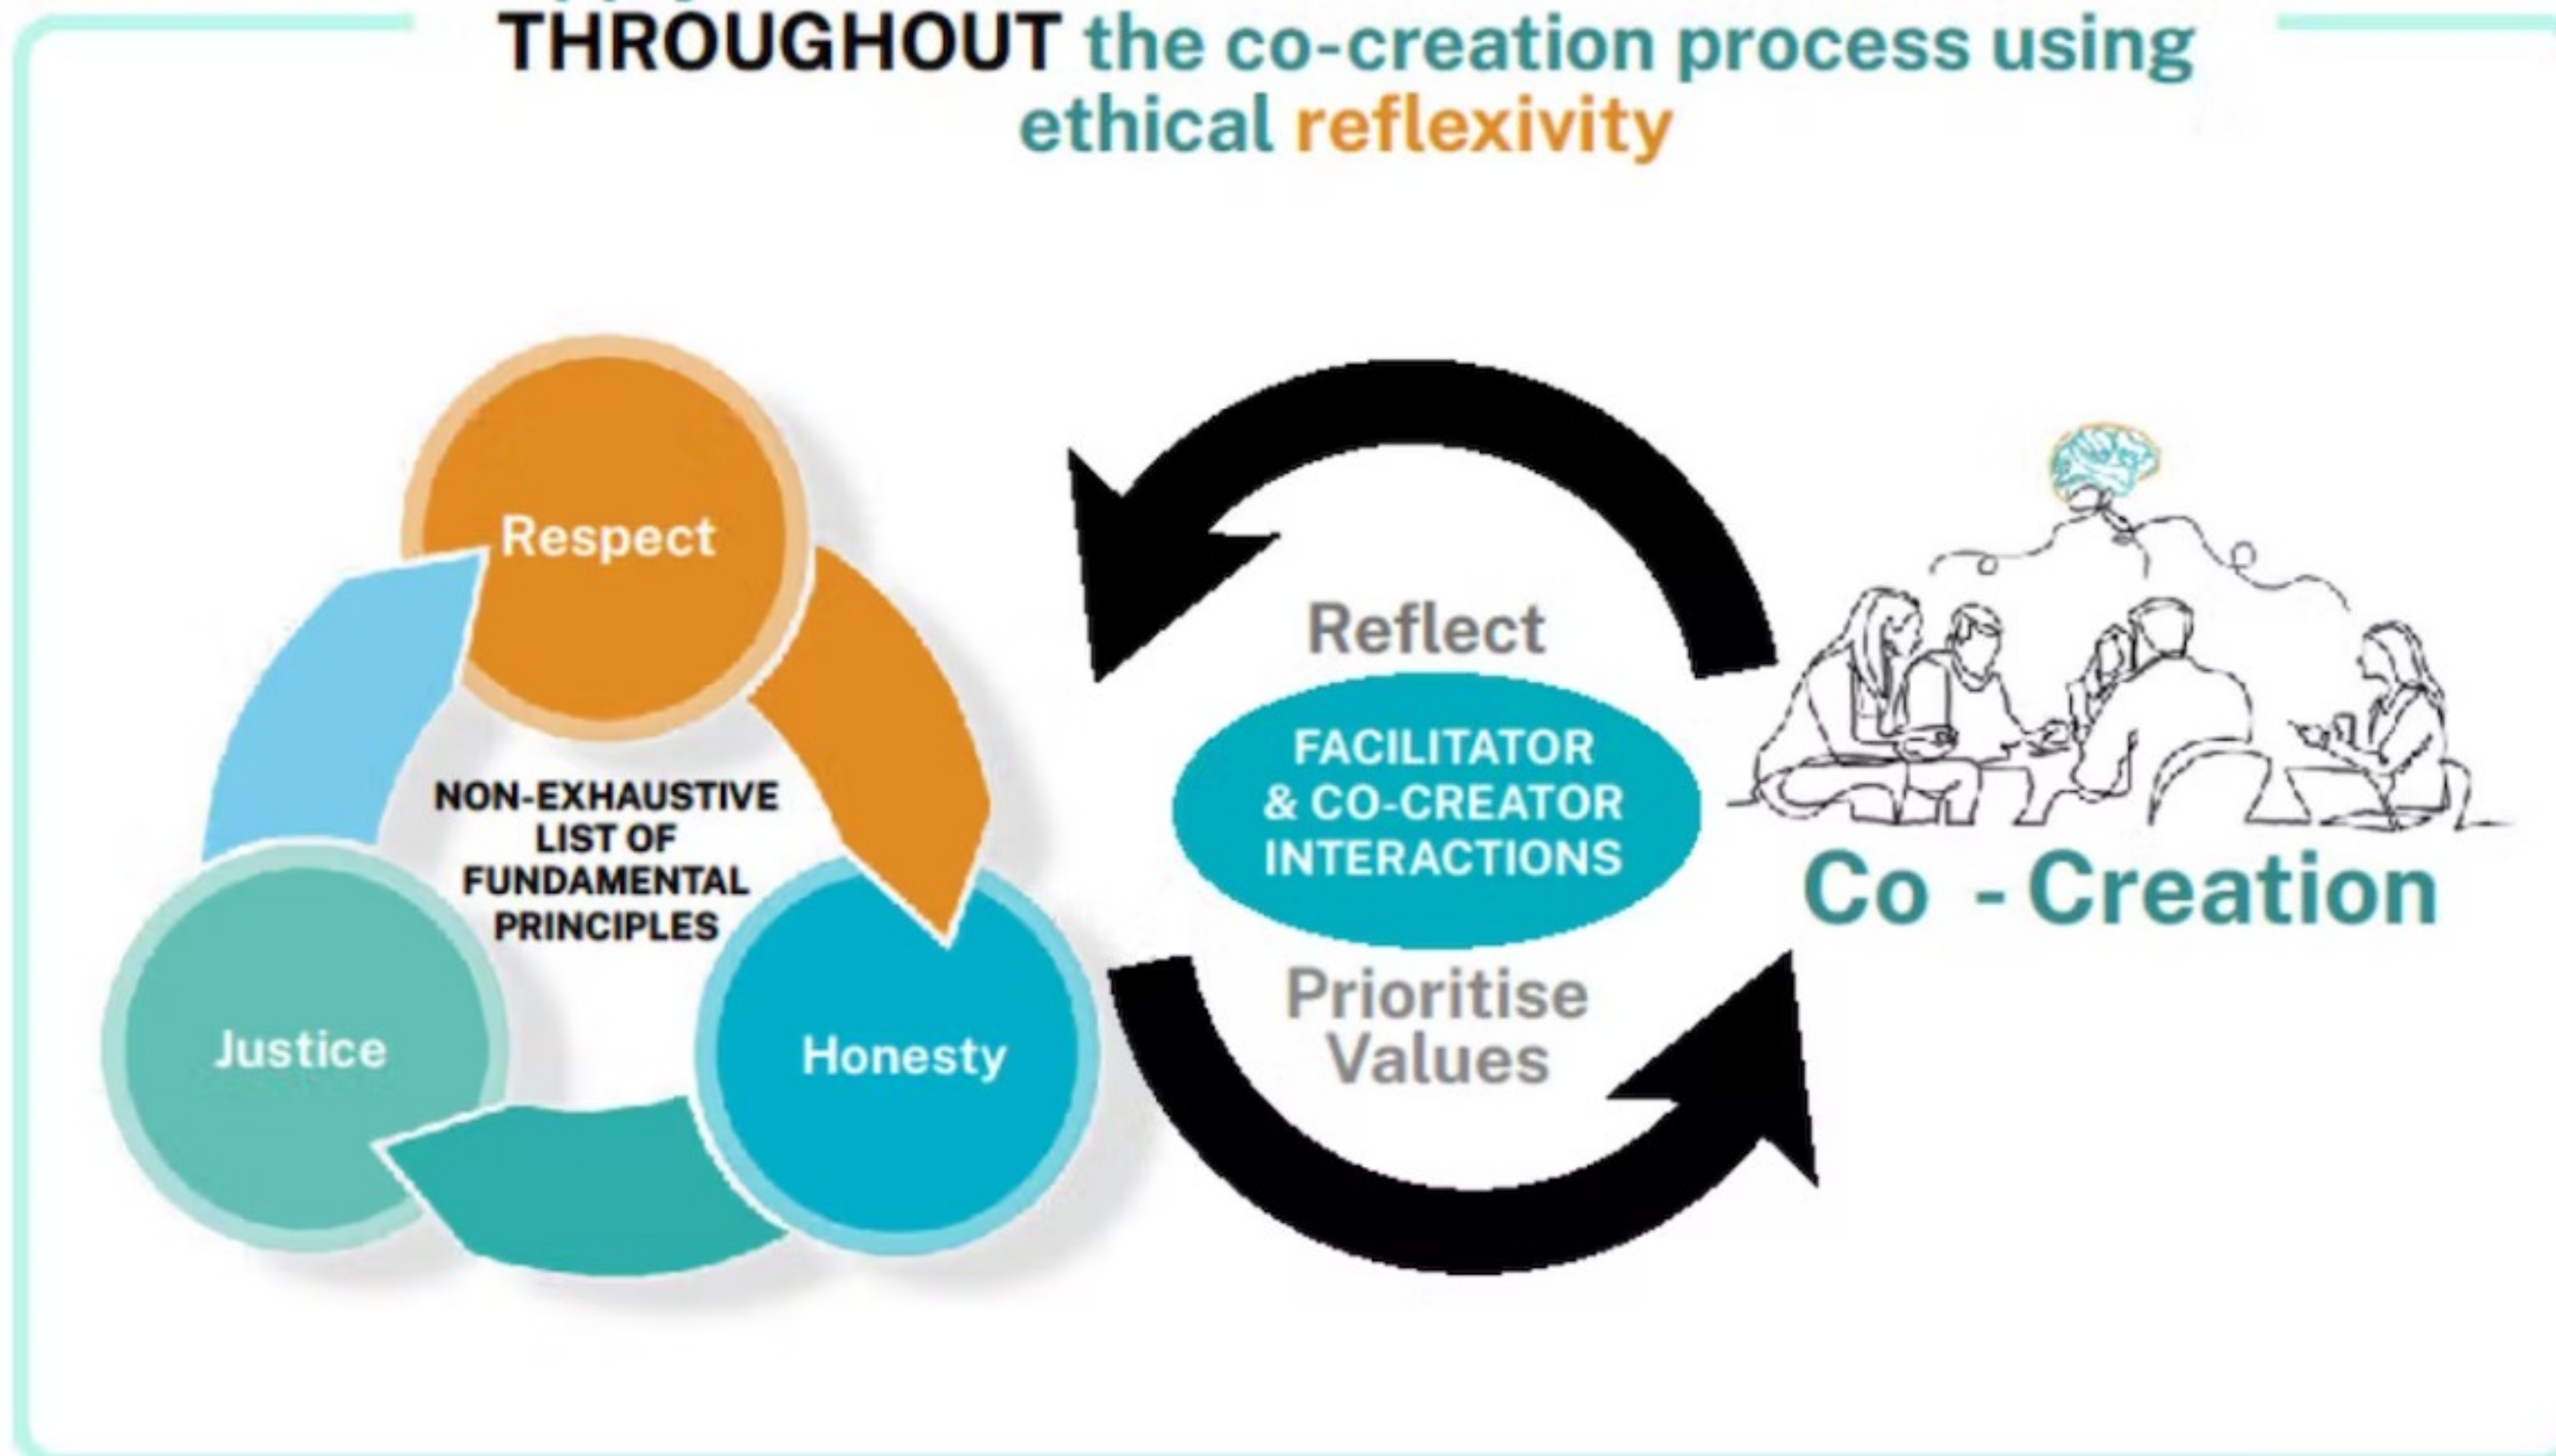 THROUGHOUT the co-creation process using
ethical reflexivity
Respect
NON-EXHAUSTIVE
LIST OF
FUNDAMENTAL
PRINCIPLES
Justice
Honesty
Reflect
FACILITATOR
& CO-CREATOR
INTERACTIONS
Prioritise
Values
Co - Creation